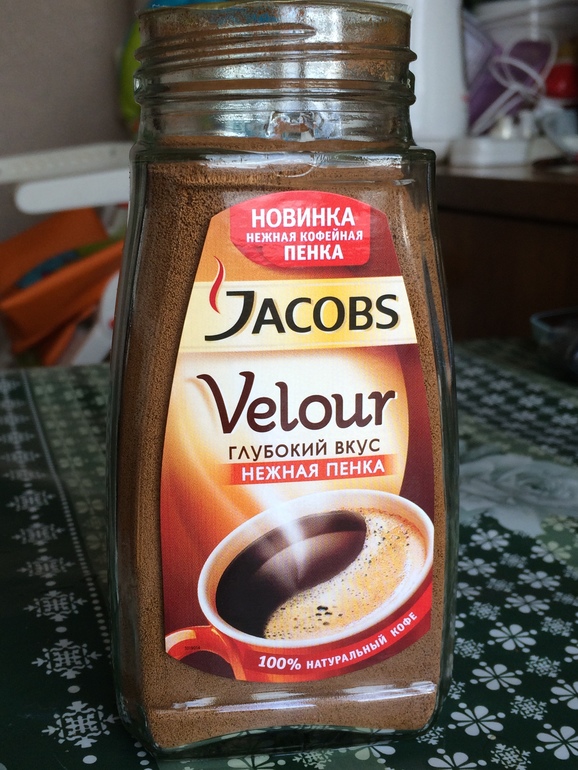 НОВИНКА
НЕЖНАЯ КОФЕЙНАЯ
ПЕНКА
JACOBS
Velour
ГЛУБОКИЙ ВКУС
НЕЖНАЯ ПЕНКА
100% НАТУРАЛЬНЫЙ КОФЕ